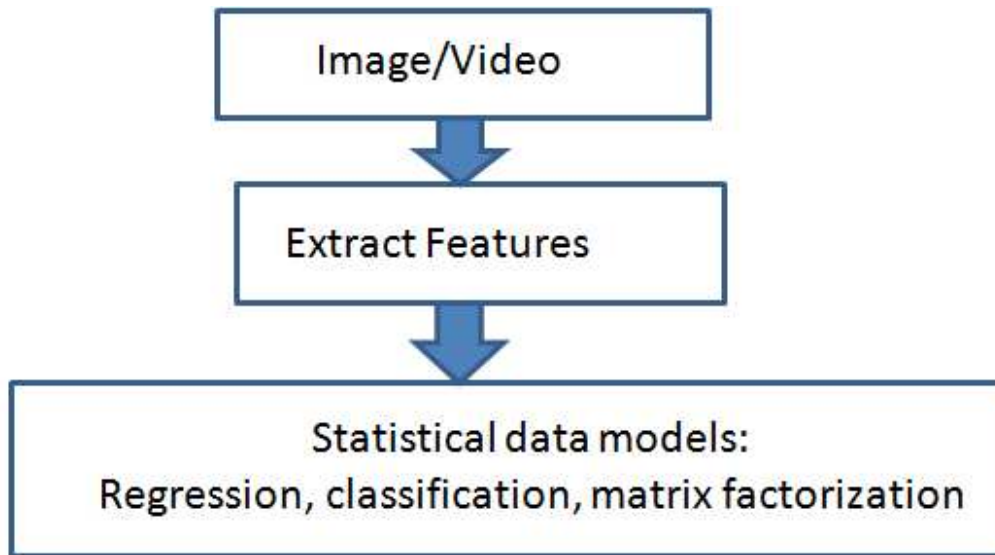 Image/Video
Extract Features
Statistical data models:
Regression, classification, matrix factorization